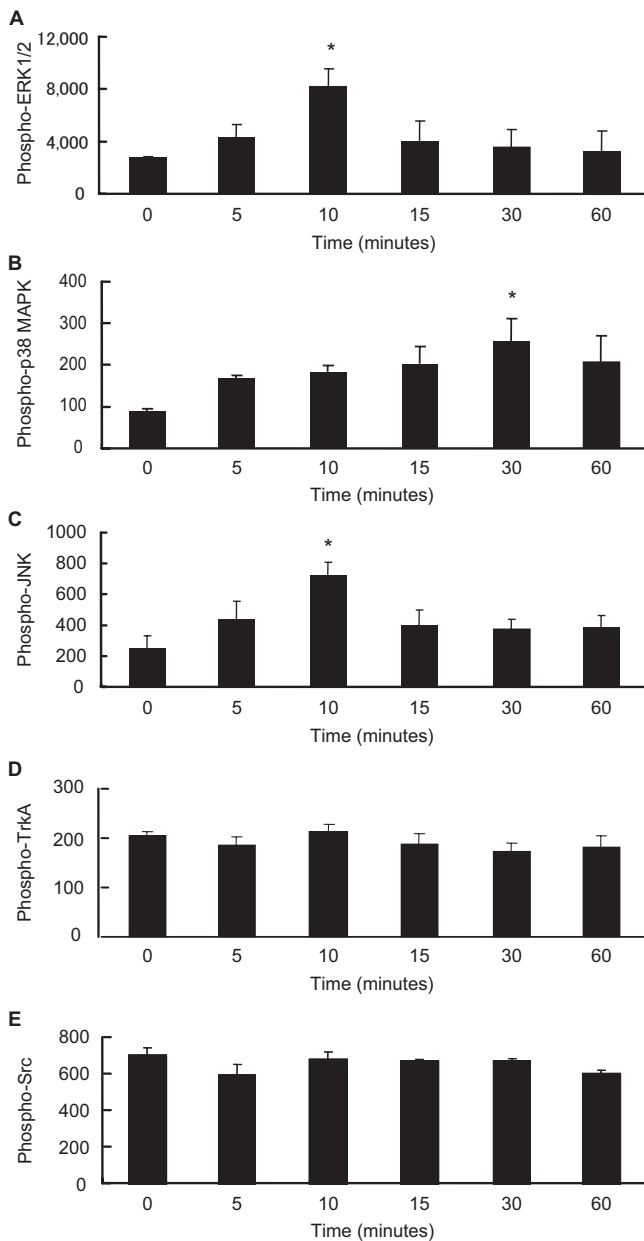 A
Phospho-ERK1/2
12,000
8,000
4,000
0
*
0 5 10 15 30 60
Time (minutes)
B
Phospho-p38 MAPK
400
300
200
100
0
*
0 5 10 15 30 60
Time (minutes)
C
Phospho-JNK
1000
800
600
400
200
0
*
0 5 10 15 30 60
Time (minutes)
D
Phospho-TrkA
300
200
100
0
0 5 10 15 30 60
Time (minutes)
E
Phospho-Src
800
600
400
200
0
0 5 10 15 30 60
Time (minutes)